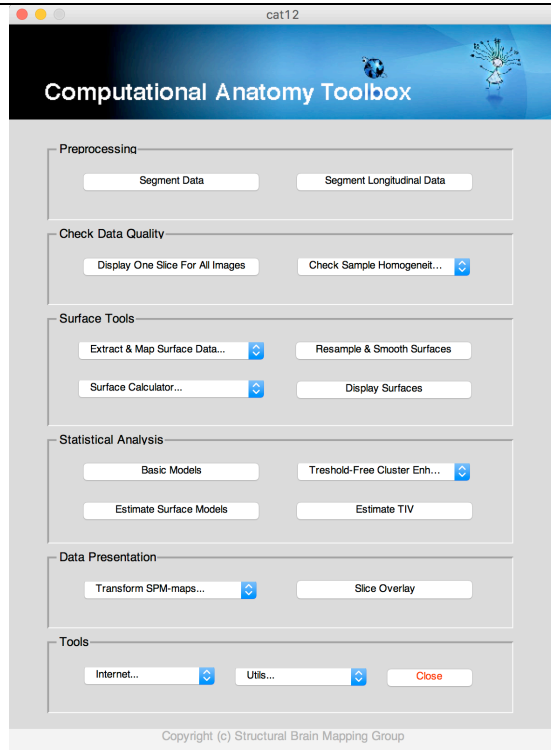 cat12
Computational Anatomy Toolbox
Preprocessing
Segment Data
Segment Longitudinal Data
Check Data Quality
Display One Slice For All Images
Check Sample Homogeneit...
Surface Tools
Extract & Map Surface Data...
Resample & Smooth Surfaces
Surface Calculator...
Display Surfaces
Statistical Analysis
Basic Models
Treshold-Free Cluster Enh...
Estimate Surface Models
Estimate TIV
Data Presentation
Transform SPM-maps...
Slice Overlay
Tools
Internet...
Utils...
Close
Copyright (c) Structural Brain Mapping Group